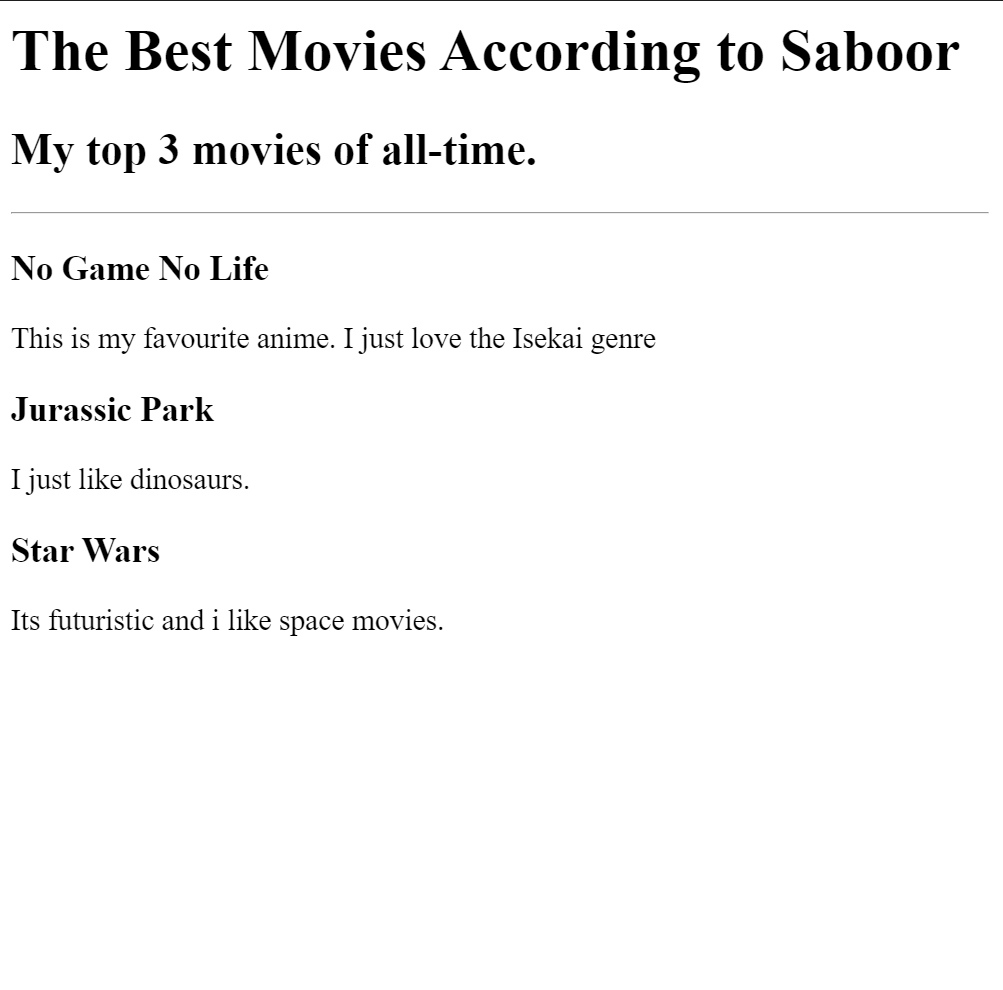 The Best Movies According to Saboor
My top 3 movies of all-time.
No Game No Life
This is my favourite anime. I just love the Isekai genre
Jurassic Park
I just like dinosaurs.
Star Wars
Its futuristic and i like space movies.